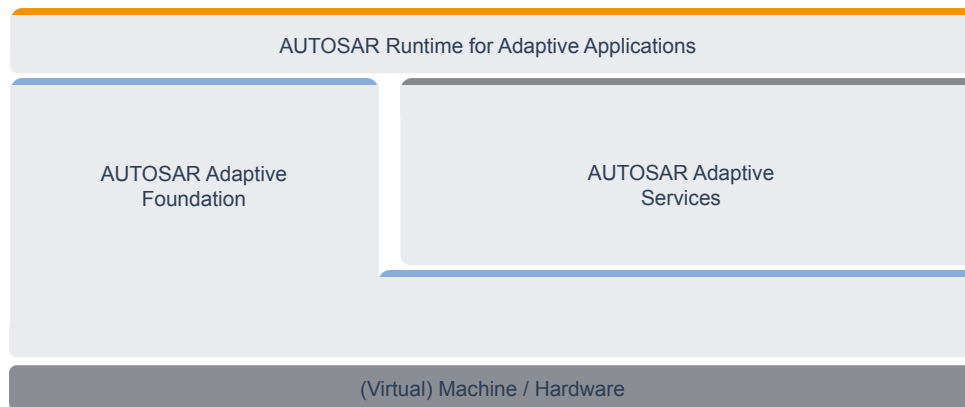 AUTOSAR Runtime for Adaptive Applications
AUTOSAR Adaptive
Foundation
AUTOSAR Adaptive
Services
(Virtual) Machine / Hardware